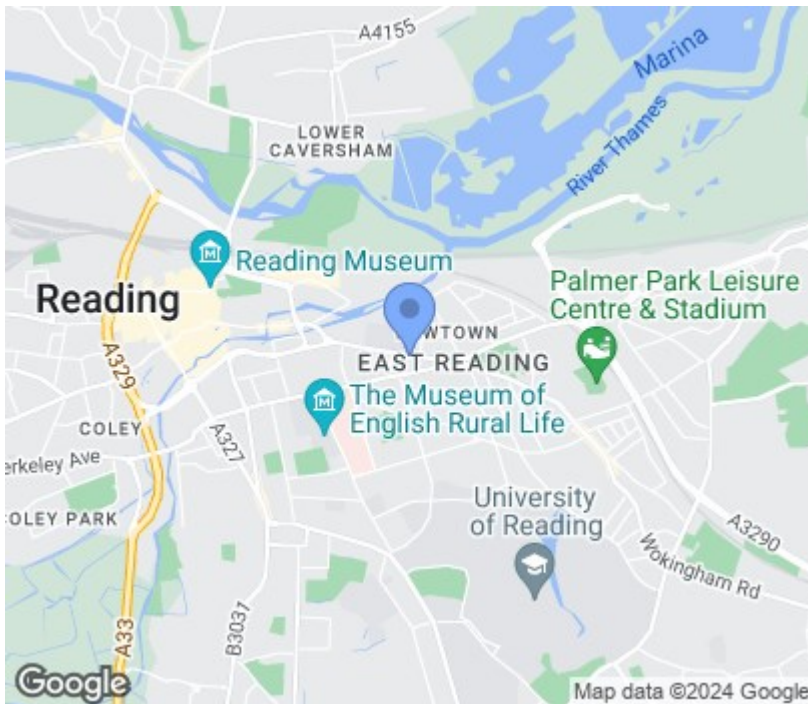 A4155
Marina
LOWER
CAVERSHAM
River Thames
Reading Museum
Palmer Park Leisure
Centre & Stadium
Reading
WTOWN
EAST READING
A329
The Museum of
English Rural Life
COLEY
A327
erkeley Ave
University
of Reading
COLEY PARK
A3290
Wokingham Rd
B3031
A33
Google
Map data ©2024 Google